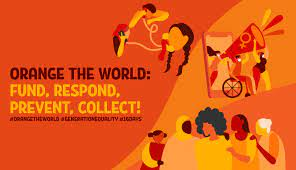 ORANGE THE WORLD:
FUND, RESPOND,
PREVENT, COLLECT!
#ORANGETHEWORLD #GENERATIONEQUALITY #16DAYS